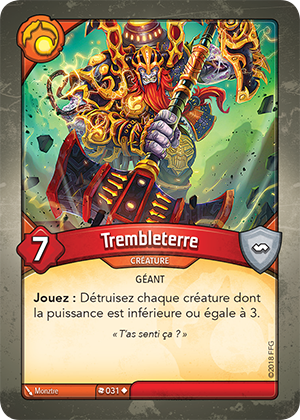 Trembleterre
CRÉATURE
7
GÉANT
Jouez : Détruisez chaque créature dont
la puissance est inférieure ou égale à 3.
« T'as senti ça ? »
Monztre
031
©2018 FFG